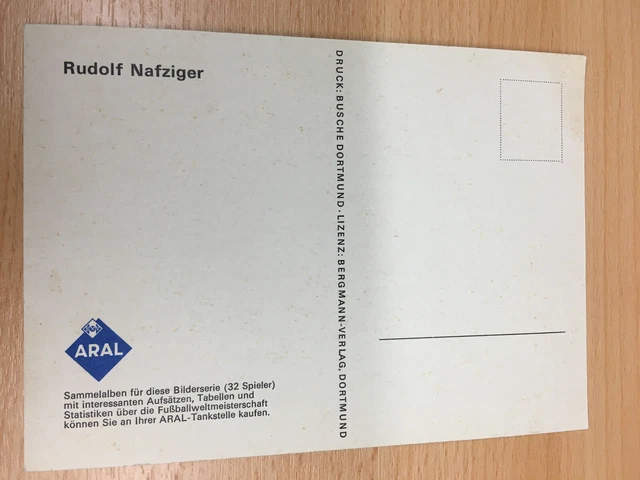 Rudolf Nafziger
DRUCK: BUSCHE DORTMUND · LIZENZ: BERGMANN-VERLAG, DORTMUND
ARAL
Sammelalben für diese Bilderserie (32 Spieler)
mit interessanten Aufsätzen, Tabellen und
Statistiken über die Fußballweltmeisterschaft
können Sie an Ihrer ARAL-Tankstelle kaufen.